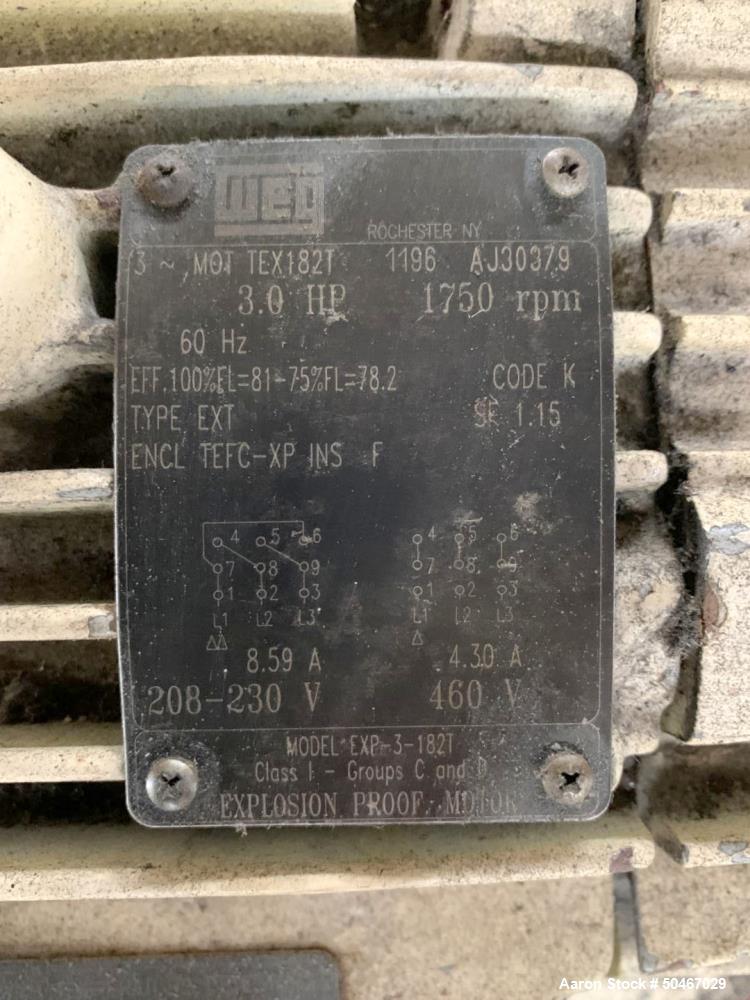 WEG
ROCHESTER NY
3 ~ MOT TEX182T 1196 AJ30379
3.0 HP 1750 rpm
60 Hz
EFF.100%FL=81-75%FL=78.2 CODE K
TYPE EXT SF 1.15
ENCL TEFC-XP INS F
4 5 6 4 5 6
7 8 9 7 8 9
1 2 3 1 2 3
L1 L2 L3 L1 L2 L3
ΔΔ Δ
8.59 A 4.30 A
208-230 V 460 V
MODEL EXP-3-182T
Class I - Groups C and D
EXPLOSION PROOF MOTOR
Aaron Stock # 50467029